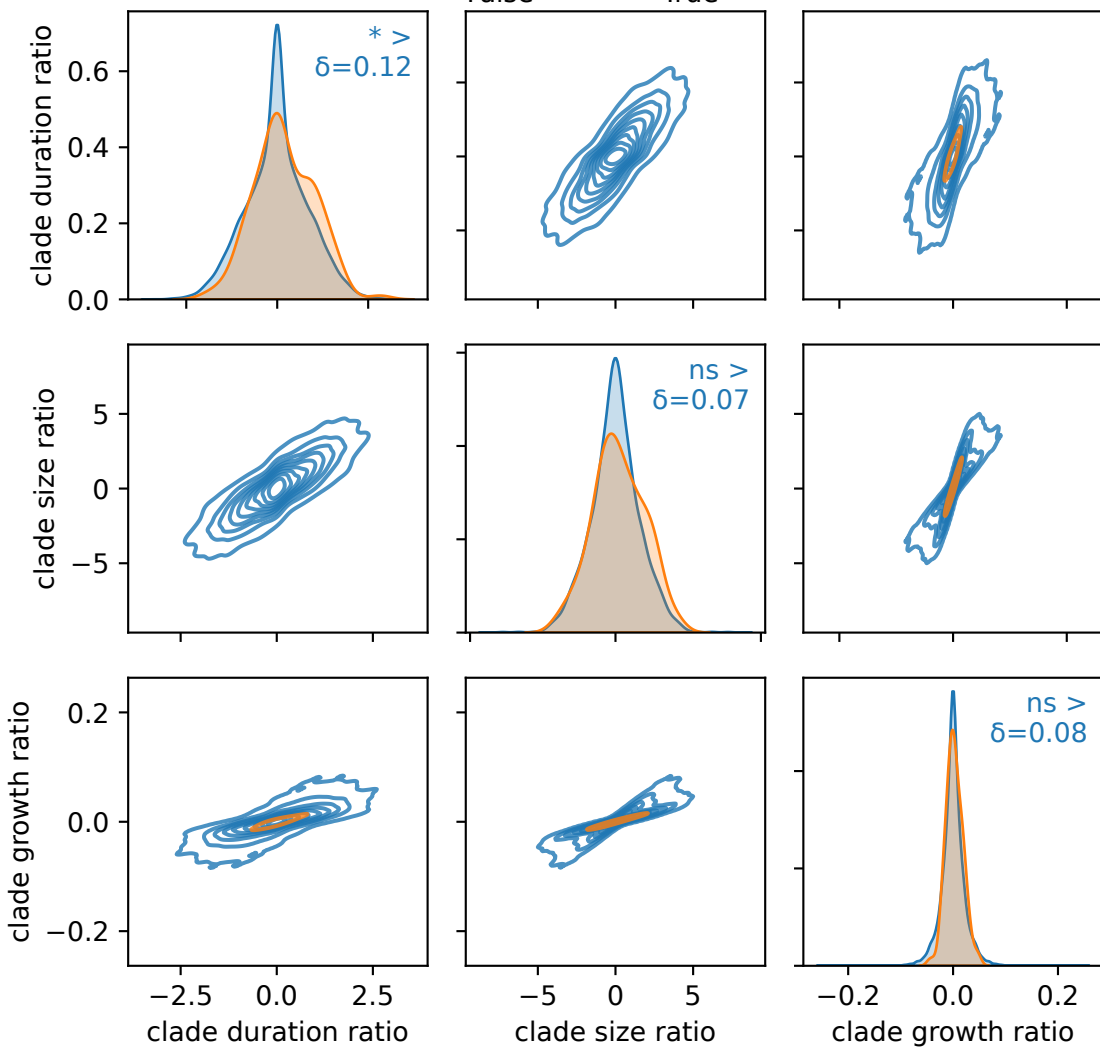 clade duration ratio
0.6
0.4
0.2
0.0
* >
δ=0.12
clade size ratio
5
0
−5
ns >
δ=0.07
clade growth ratio
0.2
0.0
−0.2
ns >
δ=0.08
−2.5 0.0 2.5
−5 0 5
−0.2 0.0 0.2
clade duration ratio
clade size ratio
clade growth ratio